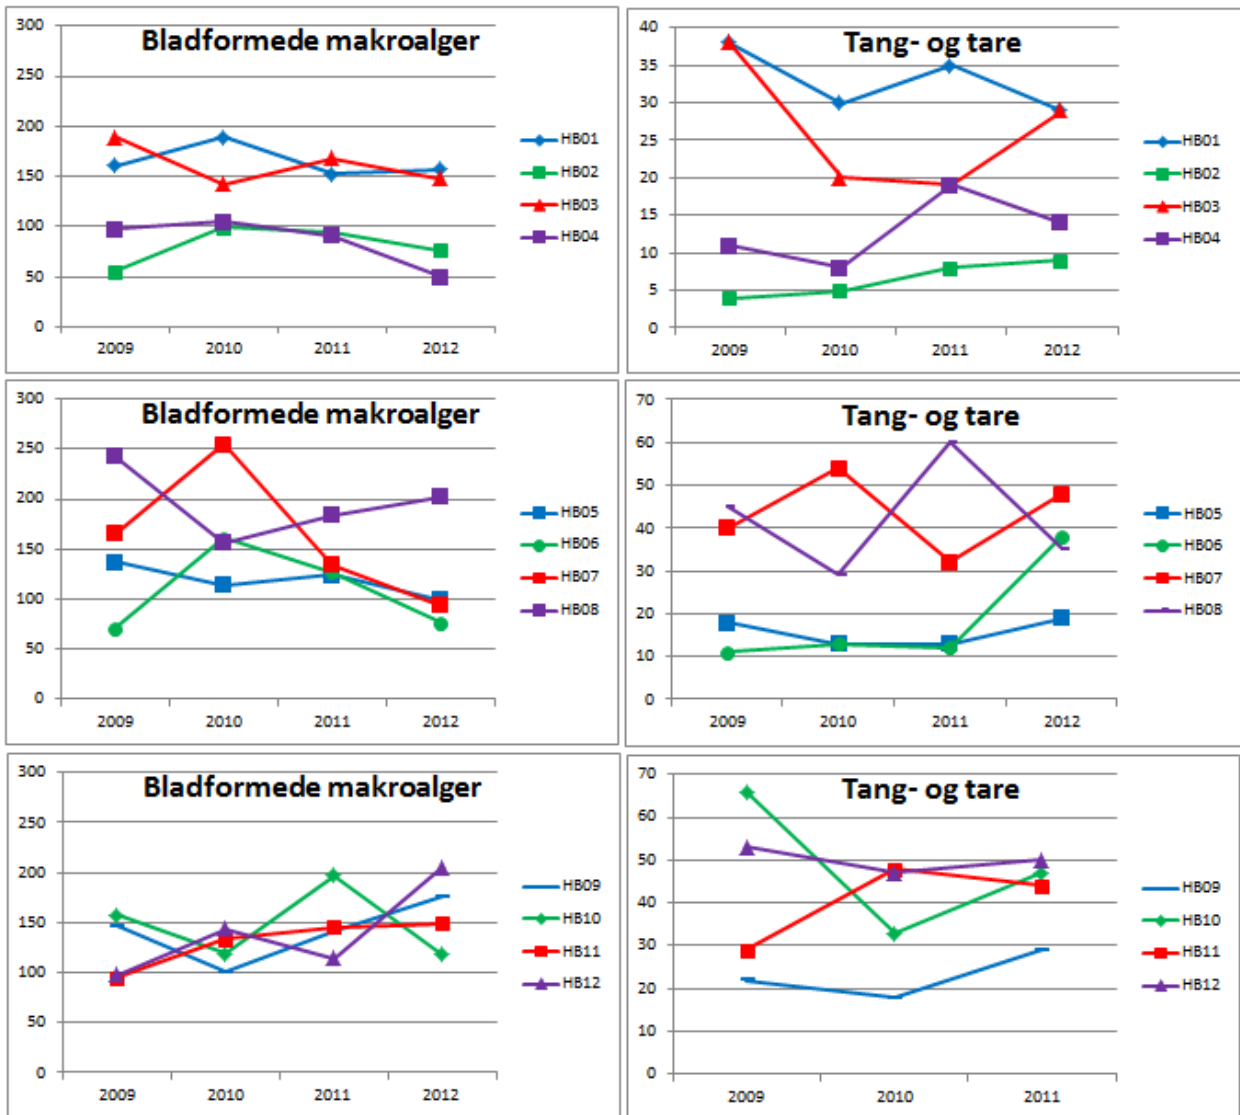 Bladformede makroalger
300
250
200
150
100
50
0
2009 2010 2011 2012
HB01
HB02
HB03
HB04
Tang- og tare
40
35
30
25
20
15
10
5
0
2009 2010 2011 2012
HB01
HB02
HB03
HB04
Bladformede makroalger
300
250
200
150
100
50
0
2009 2010 2011 2012
HB05
HB06
HB07
HB08
Tang- og tare
70
60
50
40
30
20
10
0
2009 2010 2011 2012
HB05
HB06
HB07
HB08
Bladformede makroalger
300
250
200
150
100
50
0
2009 2010 2011 2012
HB09
HB10
HB11
HB12
Tang- og tare
70
60
50
40
30
20
10
0
2009 2010 2011
HB09
HB10
HB11
HB12